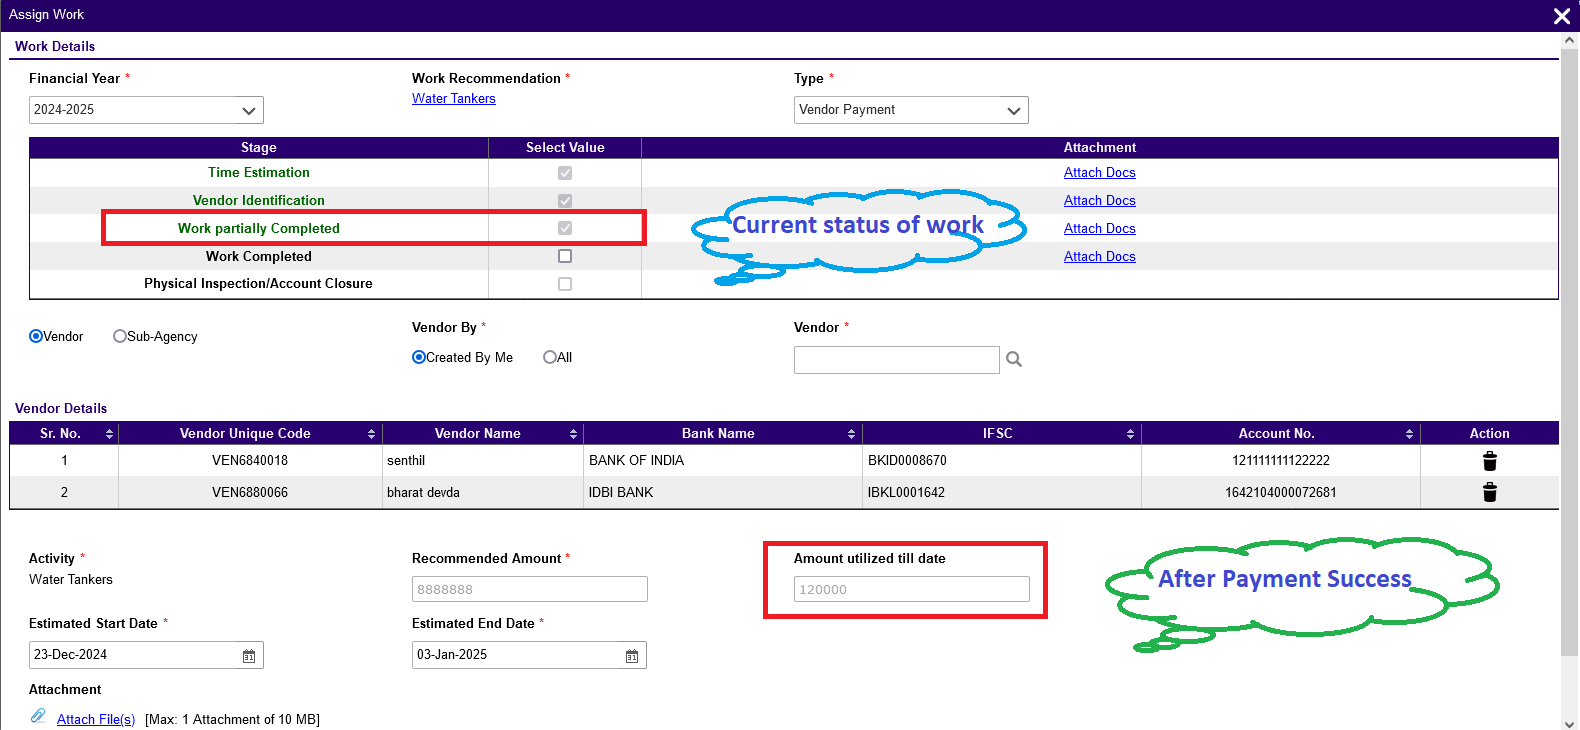 Assign Work
Work Details
Financial Year * Work Recommendation * Type *
2024-2025 Water Tankers Vendor Payment
Stage Select Value Attachment
Time Estimation Attach Docs
Vendor Identification Attach Docs
Work partially Completed Current status of work Attach Docs
Work Completed Attach Docs
Physical Inspection/Account Closure
Vendor Sub-Agency Vendor By * Vendor *
Created By Me All
Vendor Details
Sr. No. Vendor Unique Code Vendor Name Bank Name IFSC Account No. Action
1 VEN6840018 senthil BANK OF INDIA BKID0008670 121111111122222
2 VEN6880066 bharat devda IDBI BANK IBKL0001642 1642104000072681
Activity * Recommended Amount * Amount utilized till date
Water Tankers 8888888 120000 After Payment Success
Estimated Start Date * Estimated End Date *
23-Dec-2024 31 03-Jan-2025 31
Attachment
Attach File(s) [Max: 1 Attachment of 10 MB]